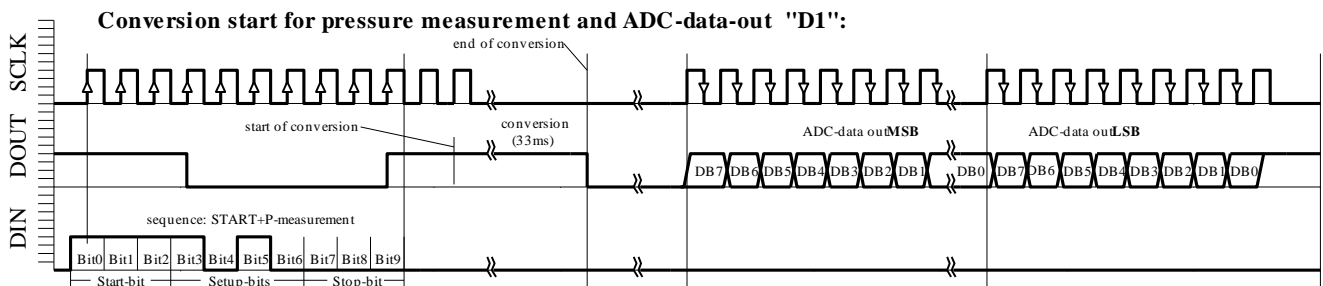 Conversion start for pressure measurement and ADC-data-out "D1":
end of conversion
SCLK
start of conversion
conversion
(33ms)
ADC-data outMSB
ADC-data outLSB
DOUT
DB7 DB6 DB5 DB4 DB3 DB2 DB1 DB0 DB7 DB6 DB5 DB4 DB3 DB2 DB1 DB0
DIN
sequence: START+P-measurement
Bit0 Bit1 Bit2 Bit3 Bit4 Bit5 Bit6 Bit7 Bit8 Bit9
Start-bit Setup-bits Stop-bit